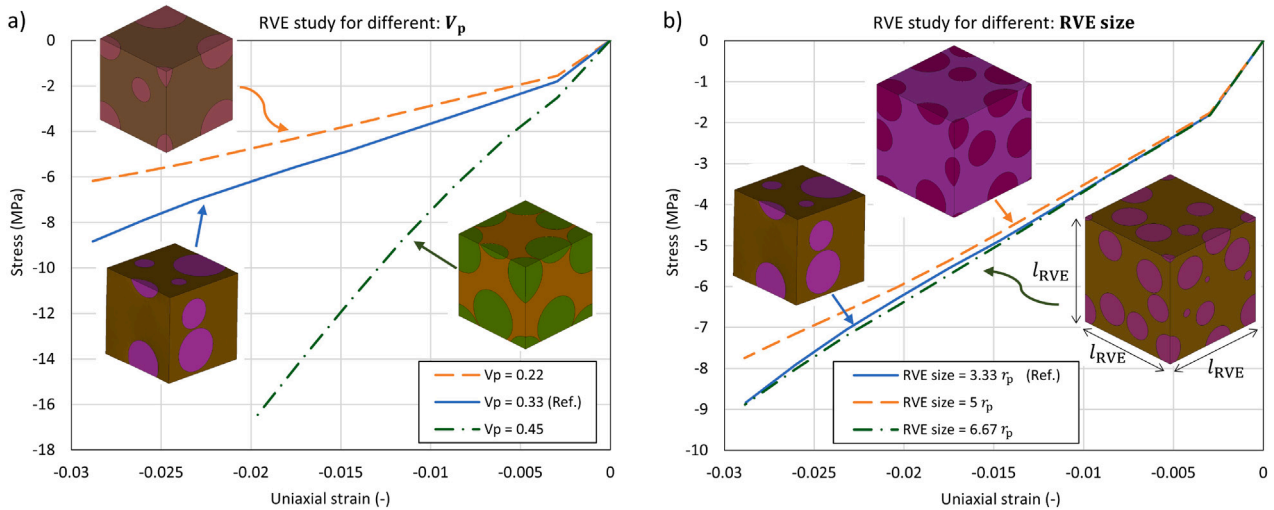 a)
RVE study for different: Vp
0
-2
-4
-6
-8
-10
-12
-14
-16
-18
Stress (MPa)
Vp = 0.22
Vp = 0.33 (Ref.)
Vp = 0.45
-0.03
-0.025
-0.02
-0.015
-0.01
-0.005
0
Uniaxial strain (-)
b)
RVE study for different: RVE size
0
-1
-2
-3
-4
-5
-6
-7
-8
-9
-10
Stress (MPa)
lRVE
lRVE
lRVE
RVE size = 3.33 rp (Ref.)
RVE size = 5 rp
RVE size = 6.67 rp
-0.03
-0.025
-0.02
-0.015
-0.01
-0.005
0
Uniaxial strain (-)